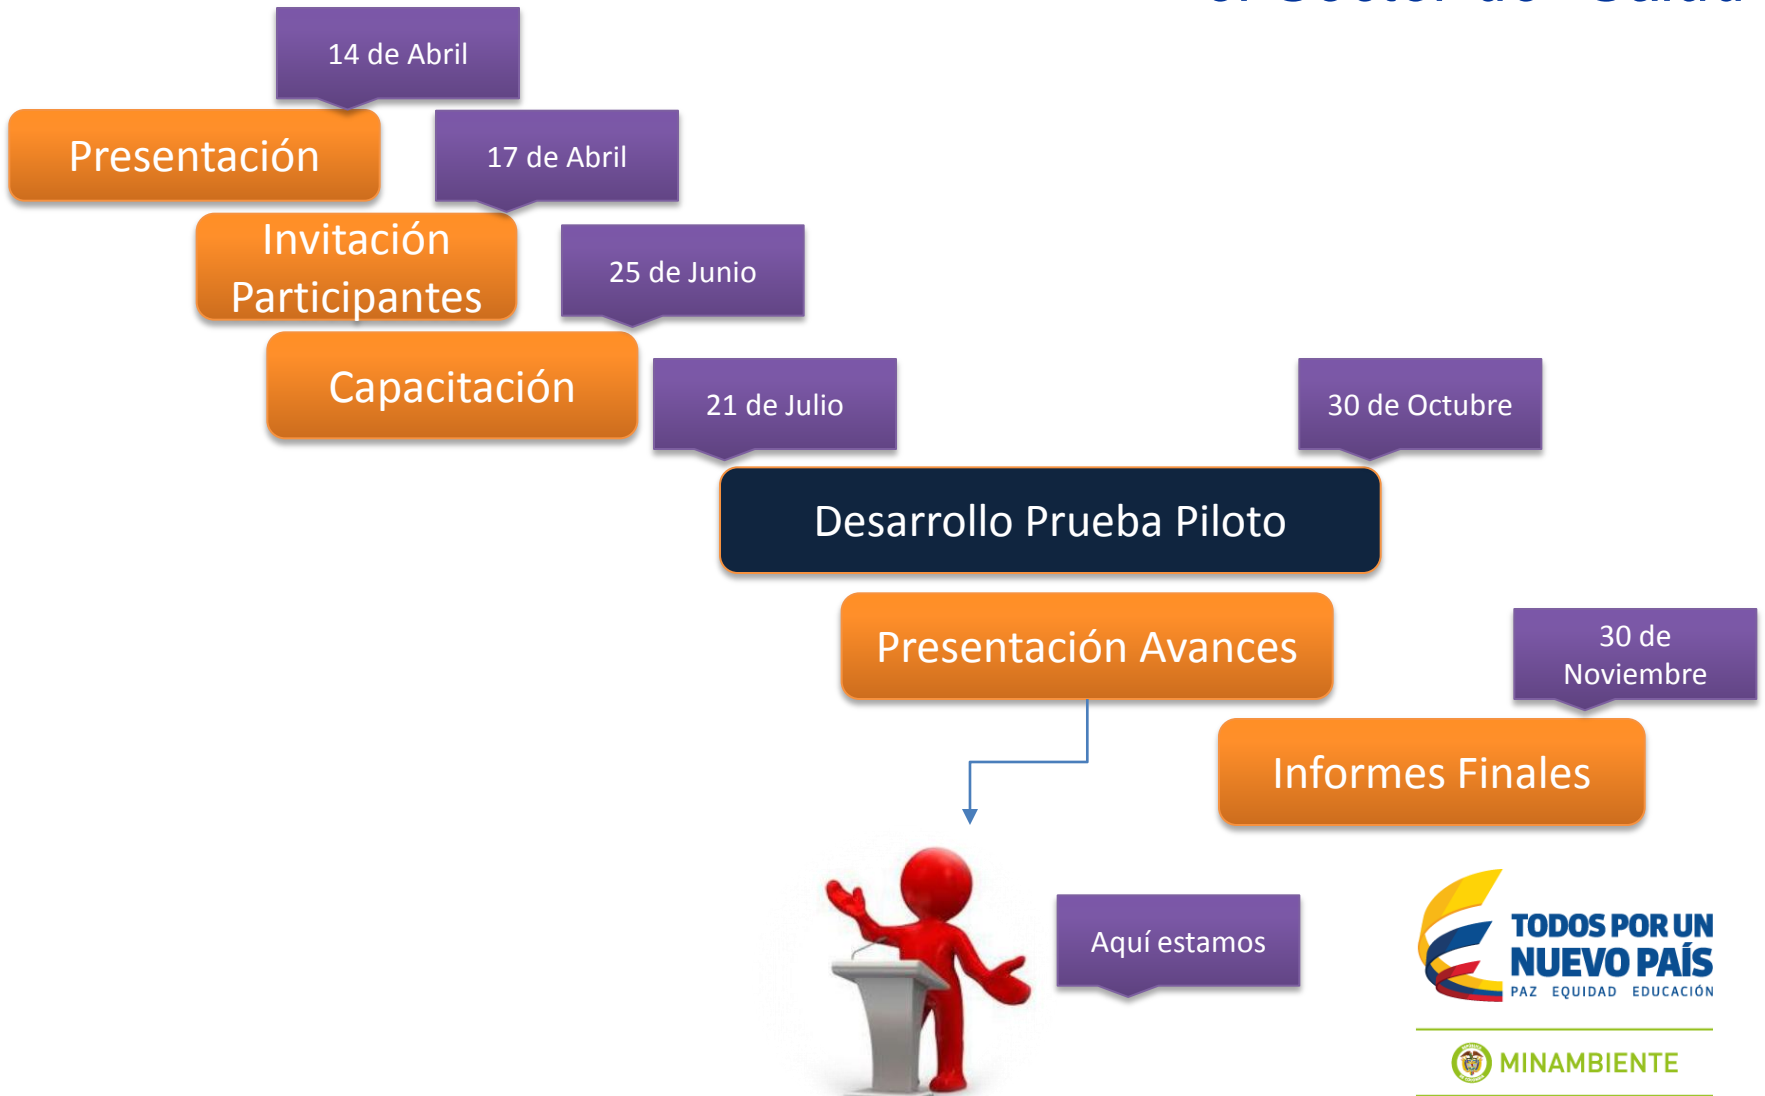 14 de Abril
Presentación
17 de Abril
Invitación
Participantes
25 de Junio
Capacitación
21 de Julio
30 de Octubre
Desarrollo Prueba Piloto
Presentación Avances
30 de
Noviembre
Informes Finales
Aquí estamos
TODOS POR UN
NUEVO PAÍS
PAZ EQUIDAD EDUCACIÓN
MINAMBIENTE